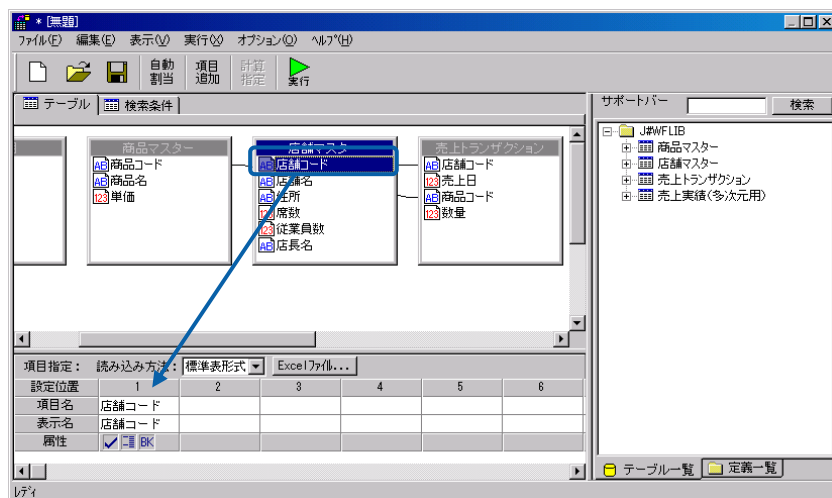 * [無題]
ファイル(F) 編集(E) 表示(V) 実行(X) オプション(O) ヘルプ(H)
自動割当 項目追加 計算指定 実行
テーブル 検索条件
サポートバー 検索
商品マスター
商品コード
商品名
単価
店舗マスタ
店舗コード
店舗名
住所
席数
従業員数
店長名
売上トランザクション
店舗コード
売上日
商品コード
数量
J#WFLIB
商品マスター
店舗マスター
売上トランザクション
売上実績(多次元用)
項目指定: 読み込み方法: 標準表形式 Excelファイル...
設定位置 1 2 3 4 5 6
項目名 店舗コード
表示名 店舗コード
属性 BK
テーブル一覧 定義一覧
レディ